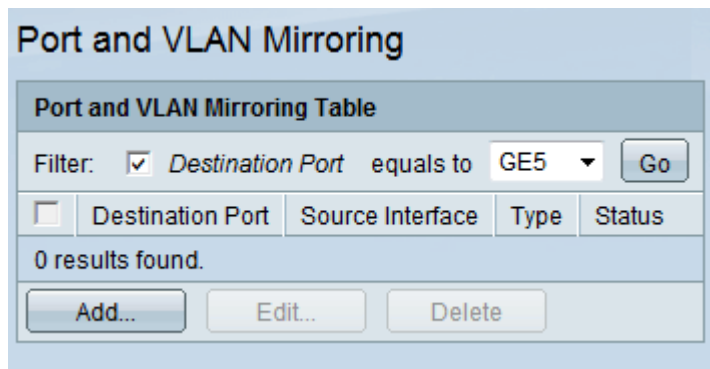 Port and VLAN Mirroring
Port and VLAN Mirroring Table
Filter: Destination Port equals to GE5 Go
Destination Port Source Interface Type Status
0 results found.
Add... Edit... Delete